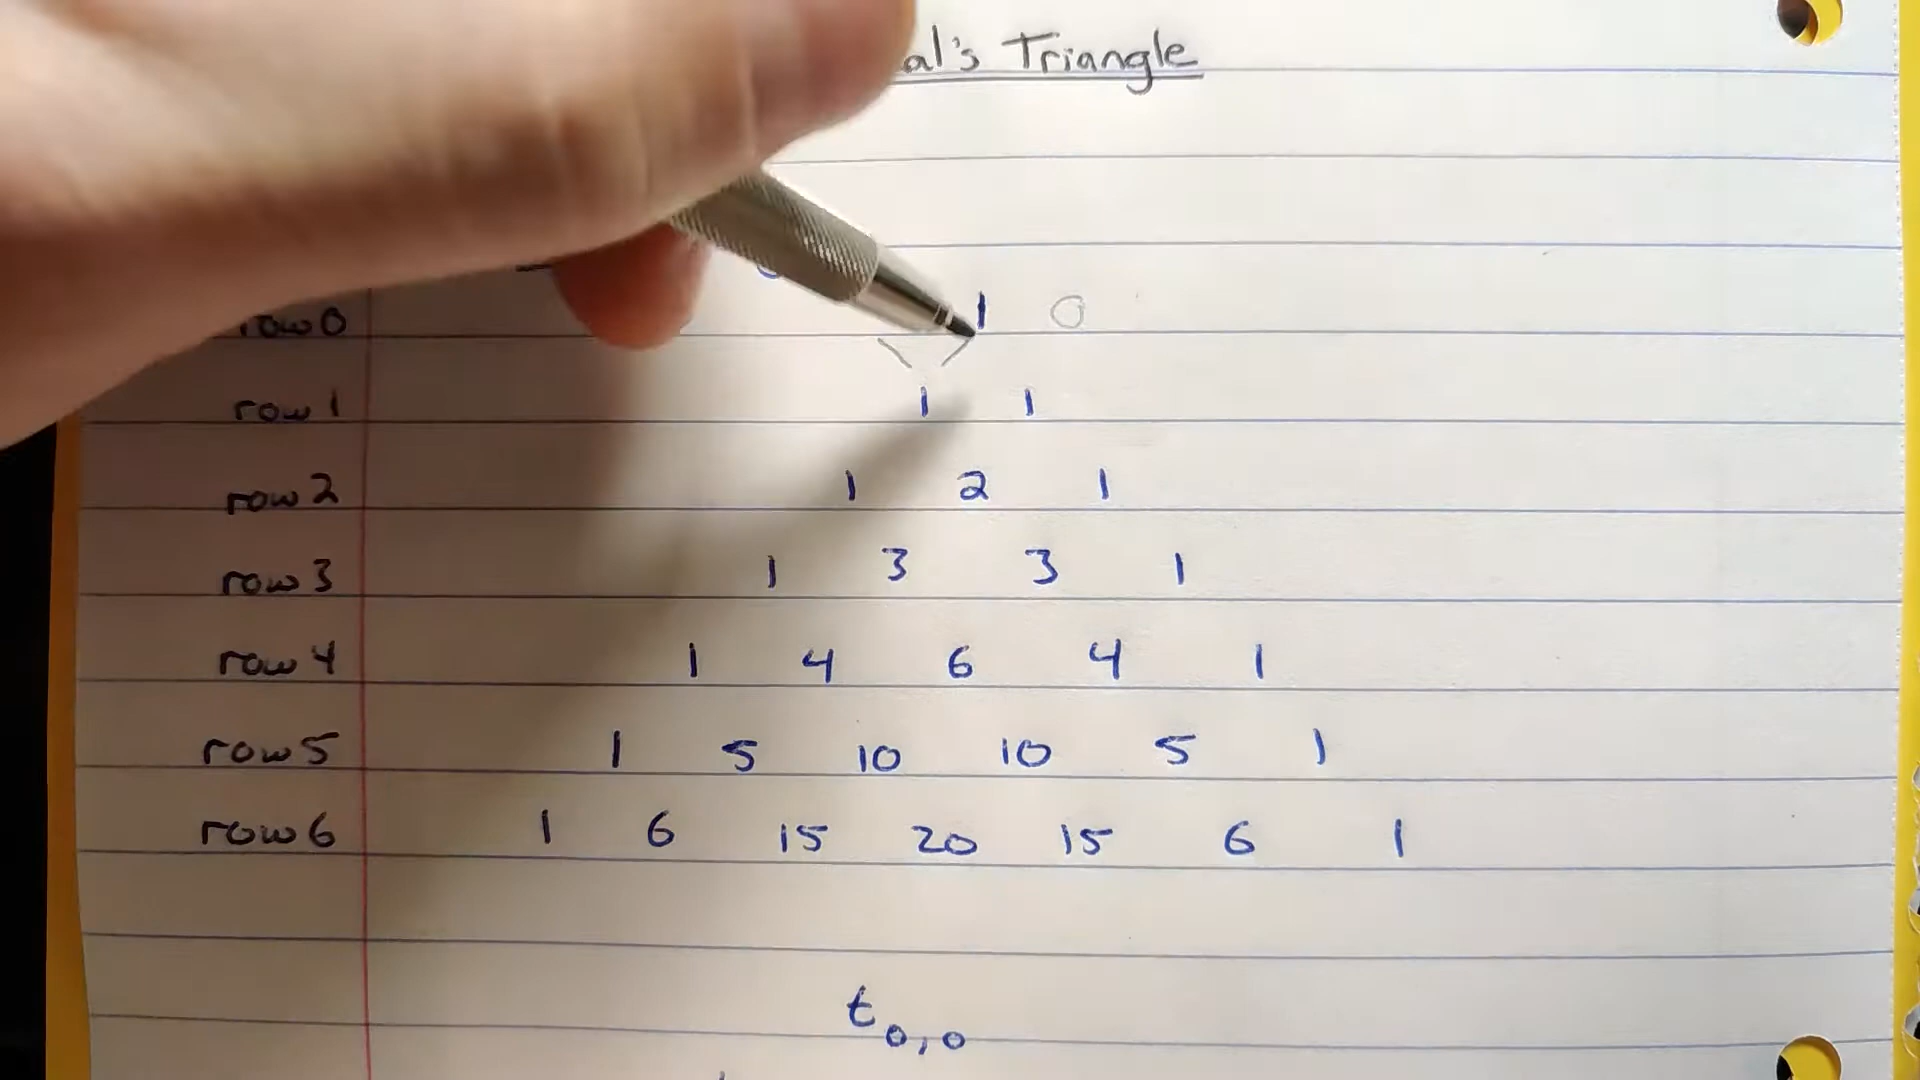 al's Triangle
row 0 1 0
row 1 1 1
row 2 1 2 1
row 3 1 3 3 1
row 4 1 4 6 4 1
row 5 1 5 10 10 5 1
row 6 1 6 15 20 15 6 1
t0,0